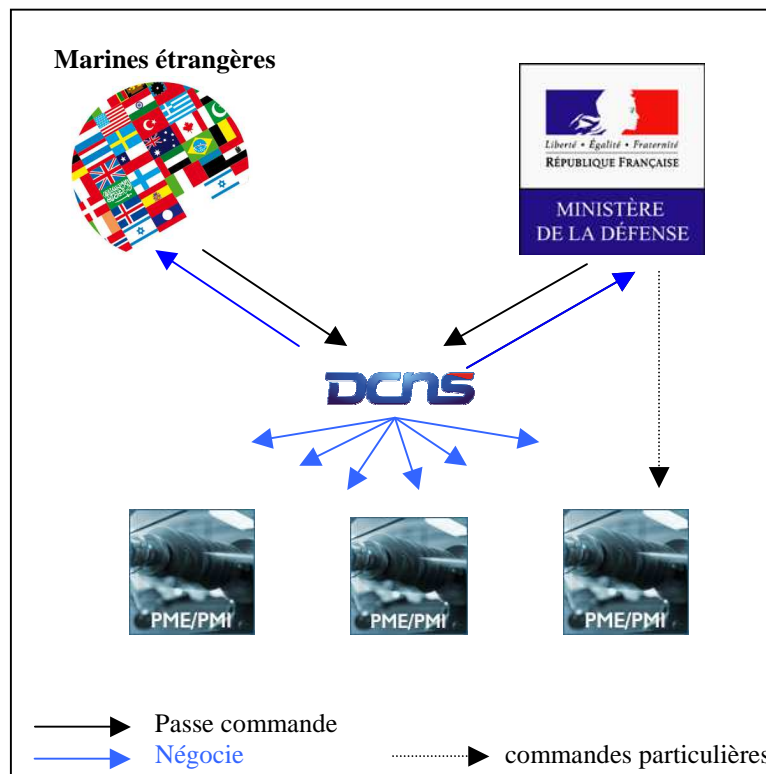 Marines étrangères
Liberté • Égalité • Fraternité
RÉPUBLIQUE FRANÇAISE
MINISTÈRE
DE LA DÉFENSE
DCNS
PME/PMI
PME/PMI
PME/PMI
Passe commande
Négocie
commandes particulières